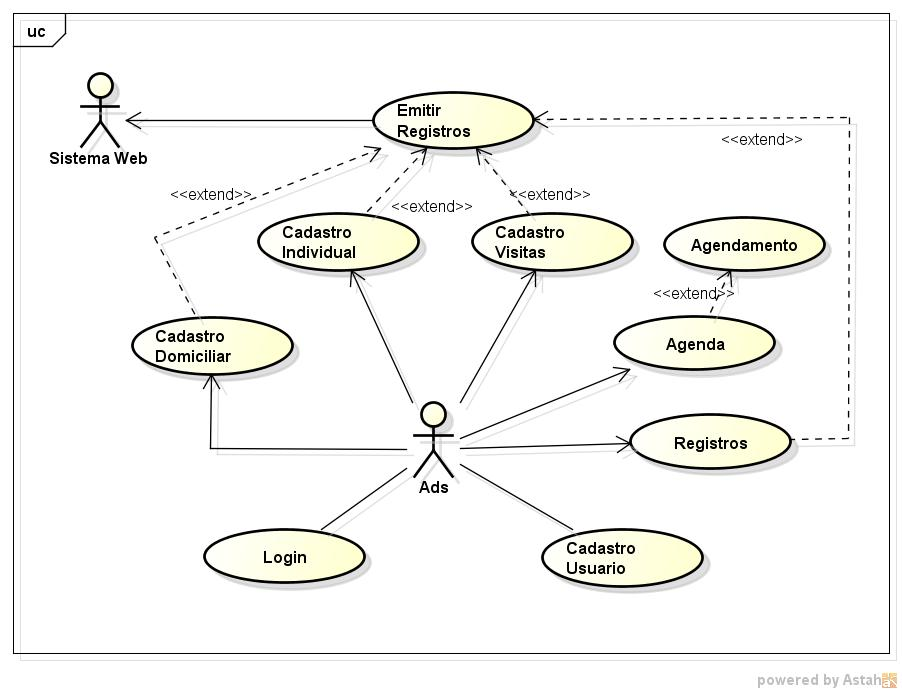 uc
Emitir
Registros
Sistema Web
<<extend>>
<<extend>>
<<extend>>
<<extend>>
Cadastro
Individual
Cadastro
Visitas
Agendamento
<<extend>>
Cadastro
Domiciliar
Agenda
Registros
Ads
Login
Cadastro
Usuario
powered by Astah